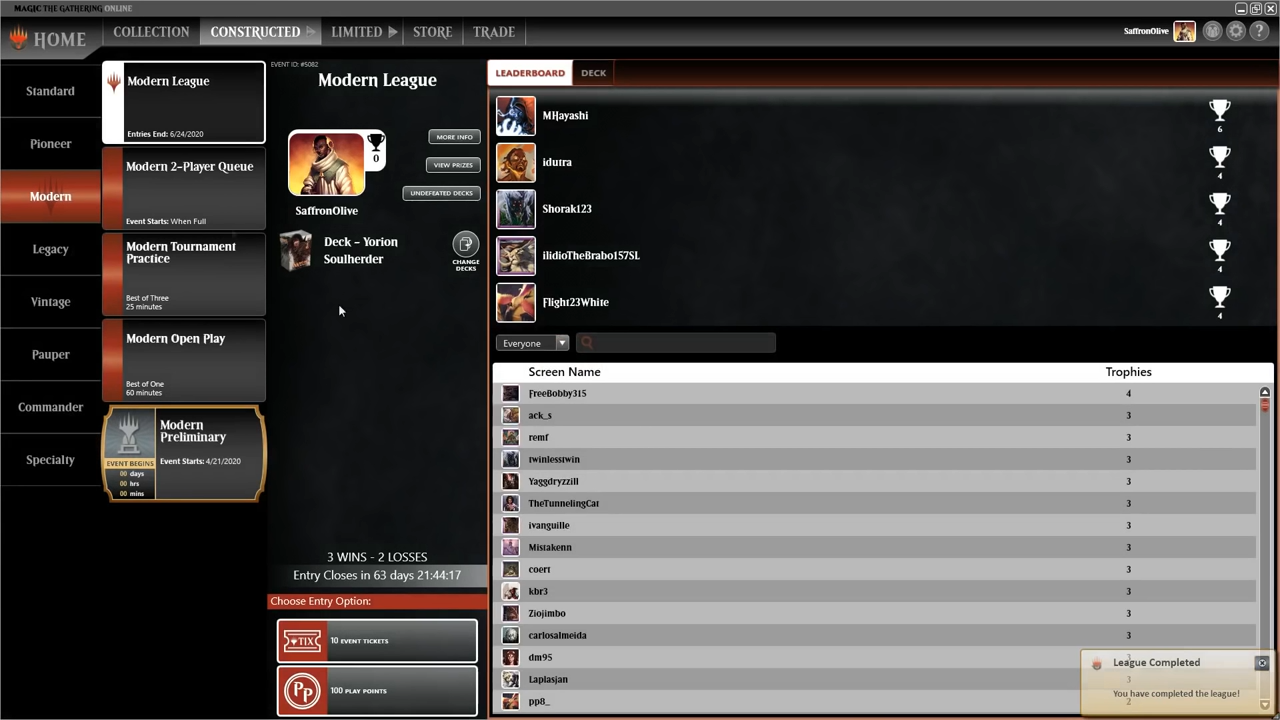 MAGIC THE GATHERING ONLINE
HOME
COLLECTION
CONSTRUCTED
LIMITED
STORE
TRADE
SaffronOlive
?
Standard
Pioneer
Modern
Legacy
Vintage
Pauper
Commander
Specialty
Modern League
Entries End: 6/24/2020
Modern 2-Player Queue
Event Starts: When Full
Modern Tournament
Practice
Best of Three
25 minutes
Modern Open Play
Best of One
60 minutes
Modern
Preliminary
Event Starts: 4/21/2020
EVENT BEGINS
00 days
00 hrs
00 mins
EVENT ID: #5082
Modern League
0
MORE INFO
VIEW PRIZES
UNDEFEATED DECKS
SaffronOlive
Deck - Yorion
Soulherder
CHANGE
DECKS
3 WINS - 2 LOSSES
Entry Closes in 63 days 21:44:17
Choose Entry Option:
TIX
10 EVENT TICKETS
PP
100 PLAY POINTS
LEADERBOARD
DECK
MHayashi
6
idutra
4
Shorak123
4
ilidioTheBrabo157SL
4
Flight23White
4
Everyone
Screen Name Trophies
FreeBobby315 4
ack_s 3
remf 3
twinlesstwin 3
Yaggdryzzill 3
TheTunnelingCat 3
ivanguille 3
Mistakenn 3
coert 3
kbr3 3
Ziojimbo 3
carlosalmeida 3
dm95 3
Laplasjan 3
pp8_ 2
League Completed
You have completed the league!